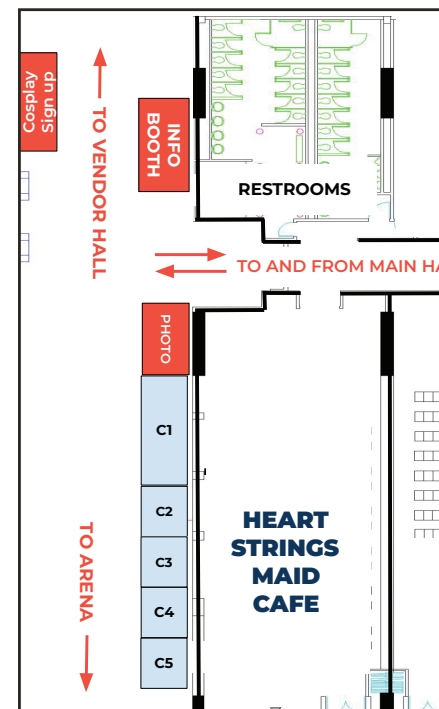 Cosplay
Sign up
TO VENDOR HALL
INFO
BOOTH
RESTROOMS
TO AND FROM MAIN HA
PHOTO
C1
C2
C3
C4
C5
TO ARENA
HEART
STRINGS
MAID
CAFE